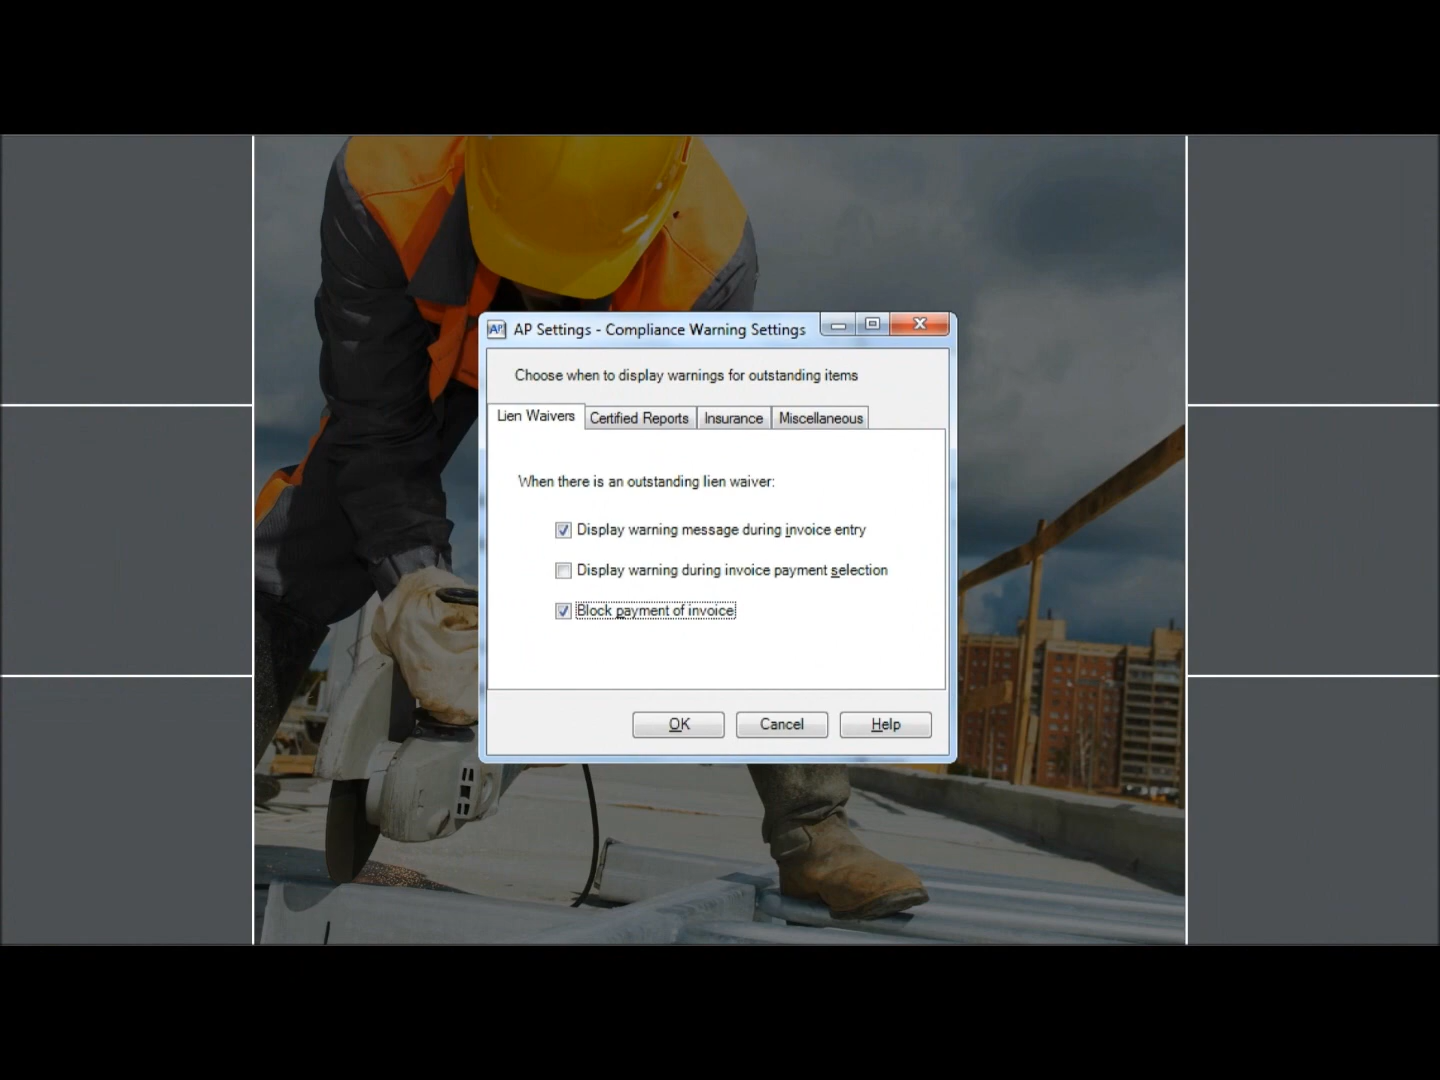 AP AP Settings - Compliance Warning Settings
Choose when to display warnings for outstanding items
Lien Waivers Certified Reports Insurance Miscellaneous
When there is an outstanding lien waiver:
Display warning message during invoice entry
Display warning during invoice payment selection
Block payment of invoice
OK Cancel Help